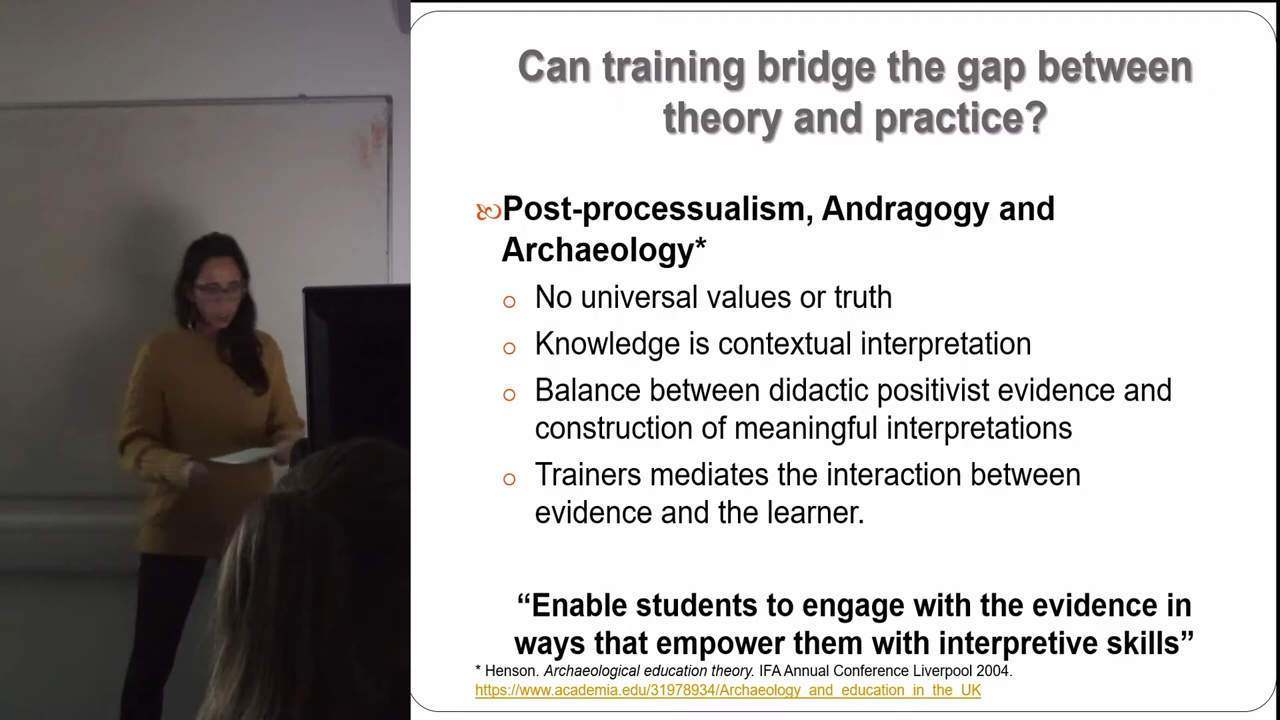 Can training bridge the gap between
theory and practice?
Post-processualism, Andragogy and
Archaeology*
No universal values or truth
Knowledge is contextual interpretation
Balance between didactic positivist evidence and
construction of meaningful interpretations
Trainers mediates the interaction between
evidence and the learner.
“Enable students to engage with the evidence in
ways that empower them with interpretive skills”
* Henson. Archaeological education theory. IFA Annual Conference Liverpool 2004.
https://www.academia.edu/31978934/Archaeology_and_education_in_the_UK